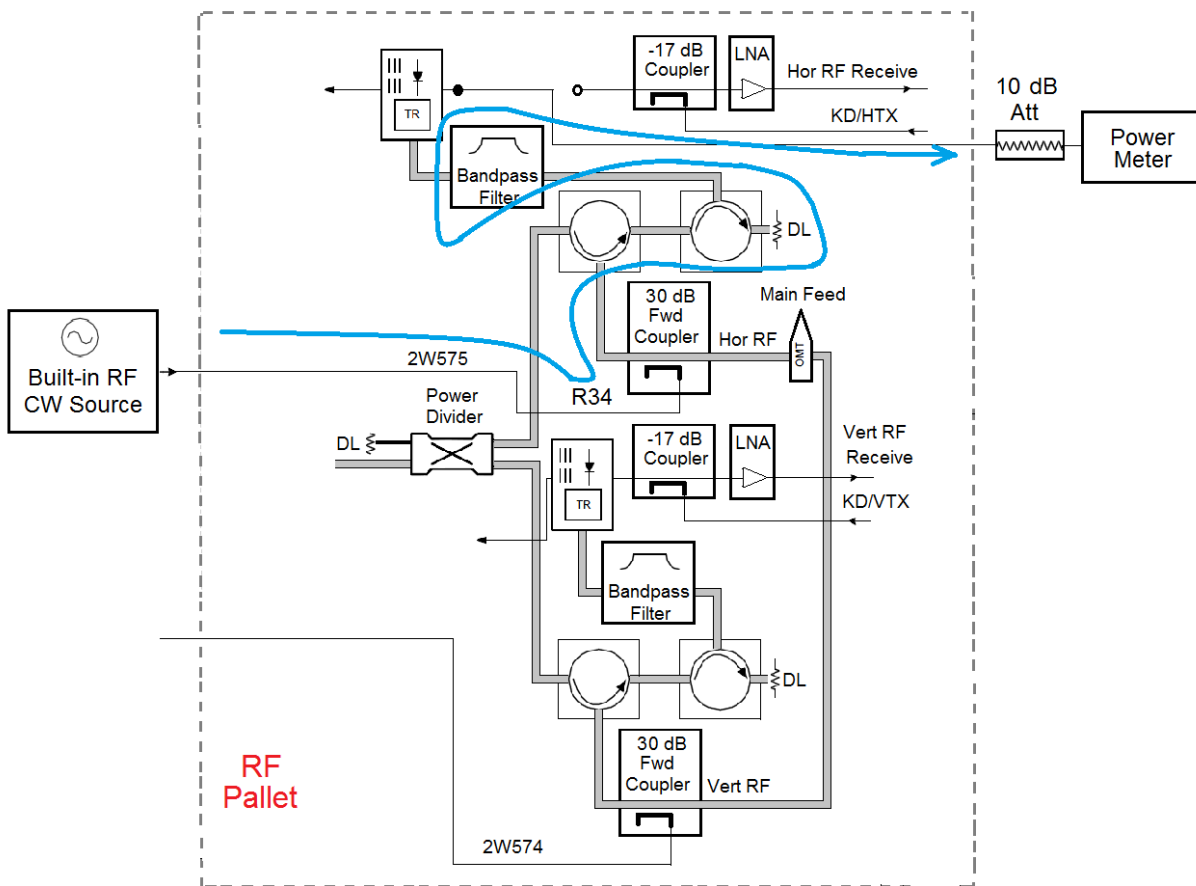 -17 dB
Coupler
LNA
Hor RF Receive
KD/HTX
10 dB
Att
Power
Meter
TR
Bandpass
Filter
DL
30 dB
Fwd
Coupler
Main Feed
Hor RF
OMT
2W575
R34
Built-in RF
CW Source
Power
Divider
DL
-17 dB
Coupler
LNA
Vert RF
Receive
KD/VTX
TR
Bandpass
Filter
DL
30 dB
Fwd
Coupler
Vert RF
RF
Pallet
2W574